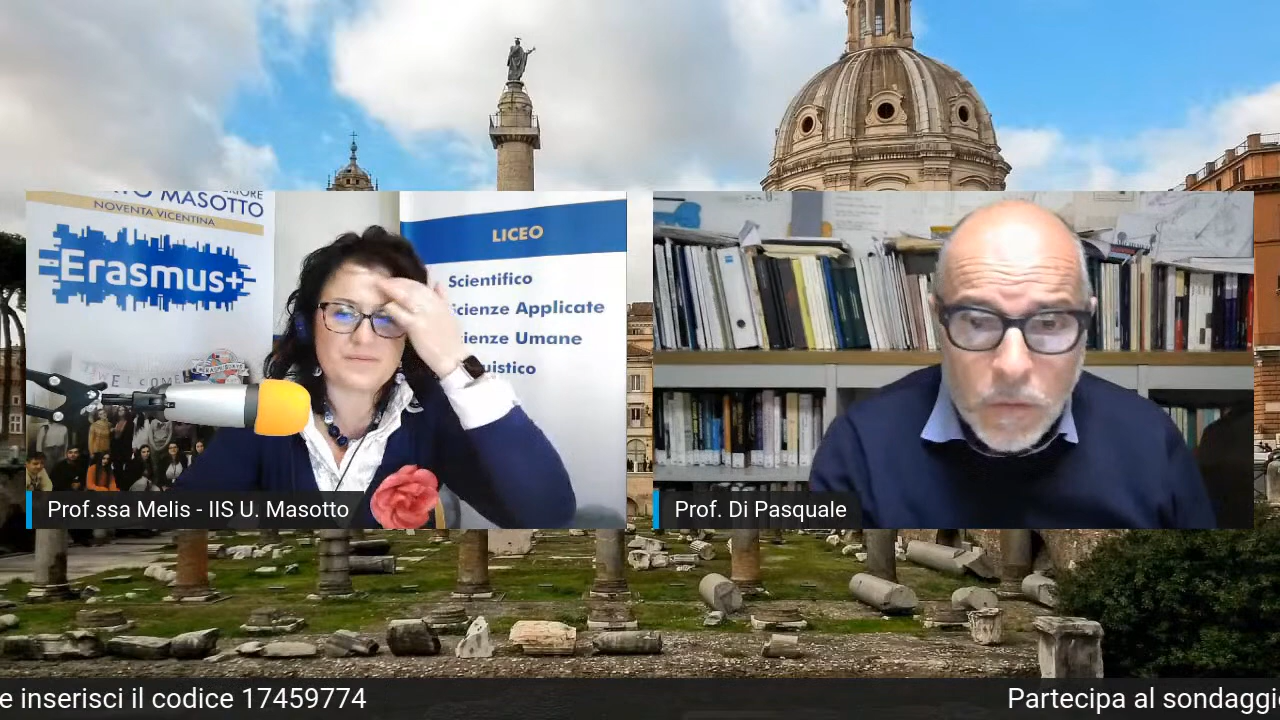 MASOTTO
NOVENTA VICENTINA
Erasmus+
WELCOME
LICEO
Scientifico
cienze Applicate
cienze Umane
uistico
Prof.ssa Melis - IIS U. Masotto
Prof. Di Pasquale
e inserisci il codice 17459774
Partecipa al sondaggi